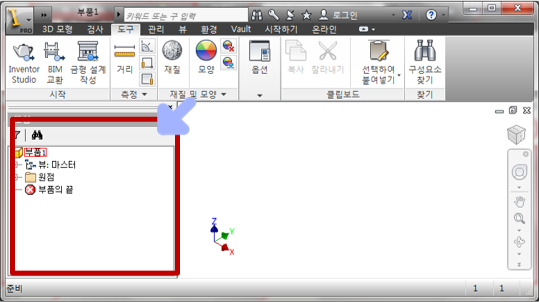 부품1
키워드 또는 구 입력
로그인
PRO
3D 모형 검사 도구 관리 뷰 환경 Vault 시작하기 온라인
Inventor Studio
BIM 교환
금형 설계 작성
거리
재질
모양
옵션
복사
잘라내기
선택하여 붙여넣기
구성요소 찾기
시작
측정
재질 및 모양
클립보드
찾기
부품1
뷰: 마스터
원점
부품의 끝
Z
Y
X
준비
1 1